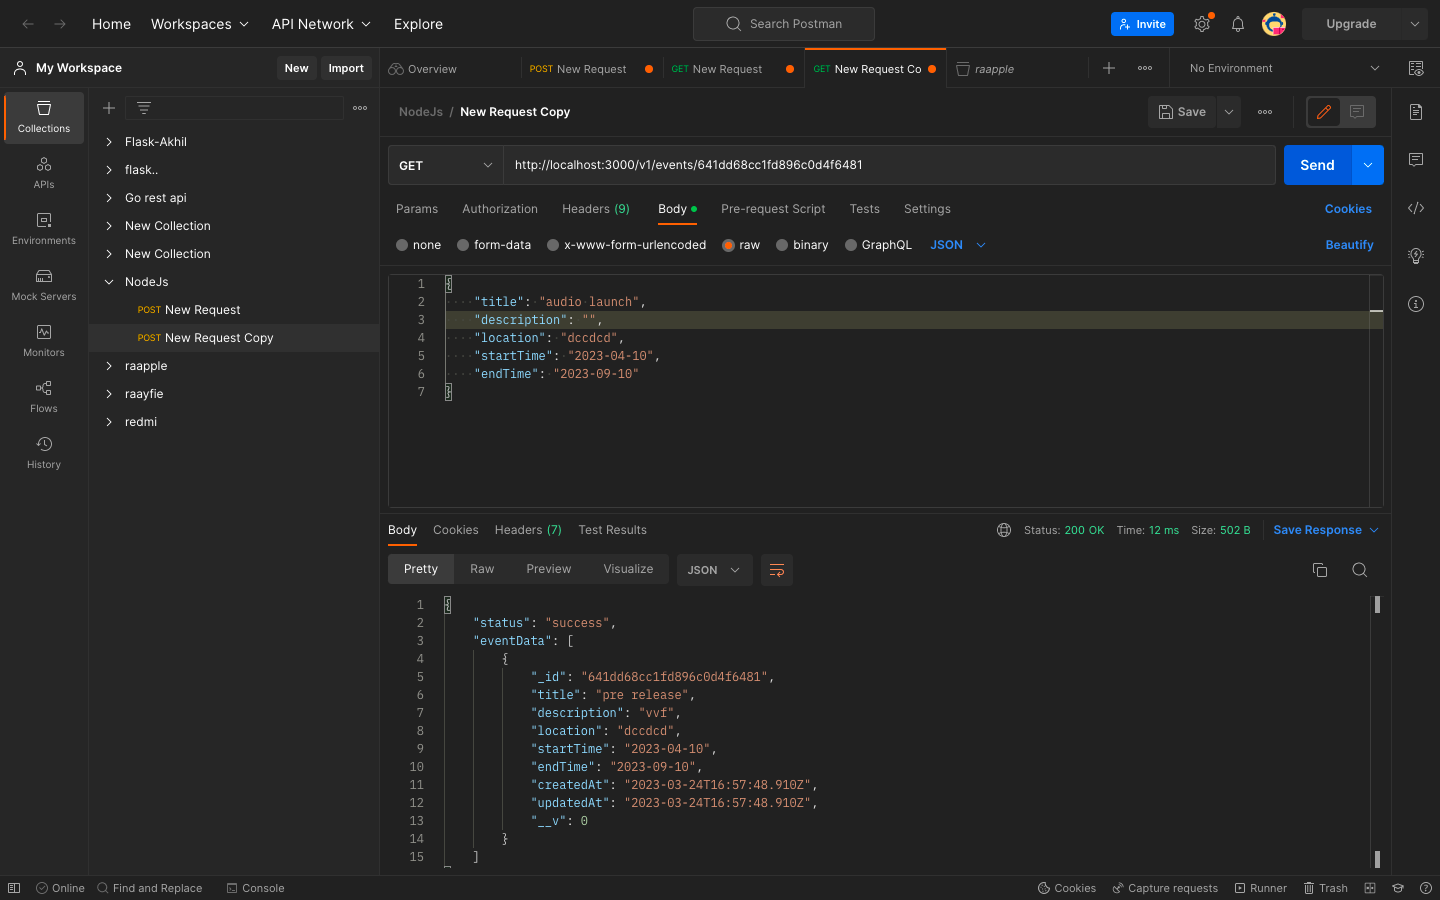 Home Workspaces API Network Explore Search Postman Invite Upgrade
My Workspace New Import Overview POST New Request GET New Request GET New Request Co raapple No Environment
Collections
APIs
Environments
Mock Servers
Monitors
Flows
History
Flask-Akhil
flask..
Go rest api
New Collection
New Collection
NodeJs
POST New Request
POST New Request Copy
raapple
raayfie
redmi
NodeJs / New Request Copy Save
GET http://localhost:3000/v1/events/641dd68cc1fd896c0d4f6481 Send
Params Authorization Headers (9) Body Pre-request Script Tests Settings Cookies
none form-data x-www-form-urlencoded raw binary GraphQL JSON Beautify
1 {
2 "title": "audio launch",
3 "description": "",
4 "location": "dccdcd",
5 "startTime": "2023-04-10",
6 "endTime": "2023-09-10"
7 }
Body Cookies Headers (7) Test Results Status: 200 OK Time: 12 ms Size: 502 B Save Response
Pretty Raw Preview Visualize JSON
1 {
2 "status": "success",
3 "eventData": [
4 {
5 "_id": "641dd68cc1fd896c0d4f6481",
6 "title": "pre release",
7 "description": "vvf",
8 "location": "dccdcd",
9 "startTime": "2023-04-10",
10 "endTime": "2023-09-10",
11 "createdAt": "2023-03-24T16:57:48.910Z",
12 "updatedAt": "2023-03-24T16:57:48.910Z",
13 "__v": 0
14 }
15 ]
Online Find and Replace Console Cookies Capture requests Runner Trash